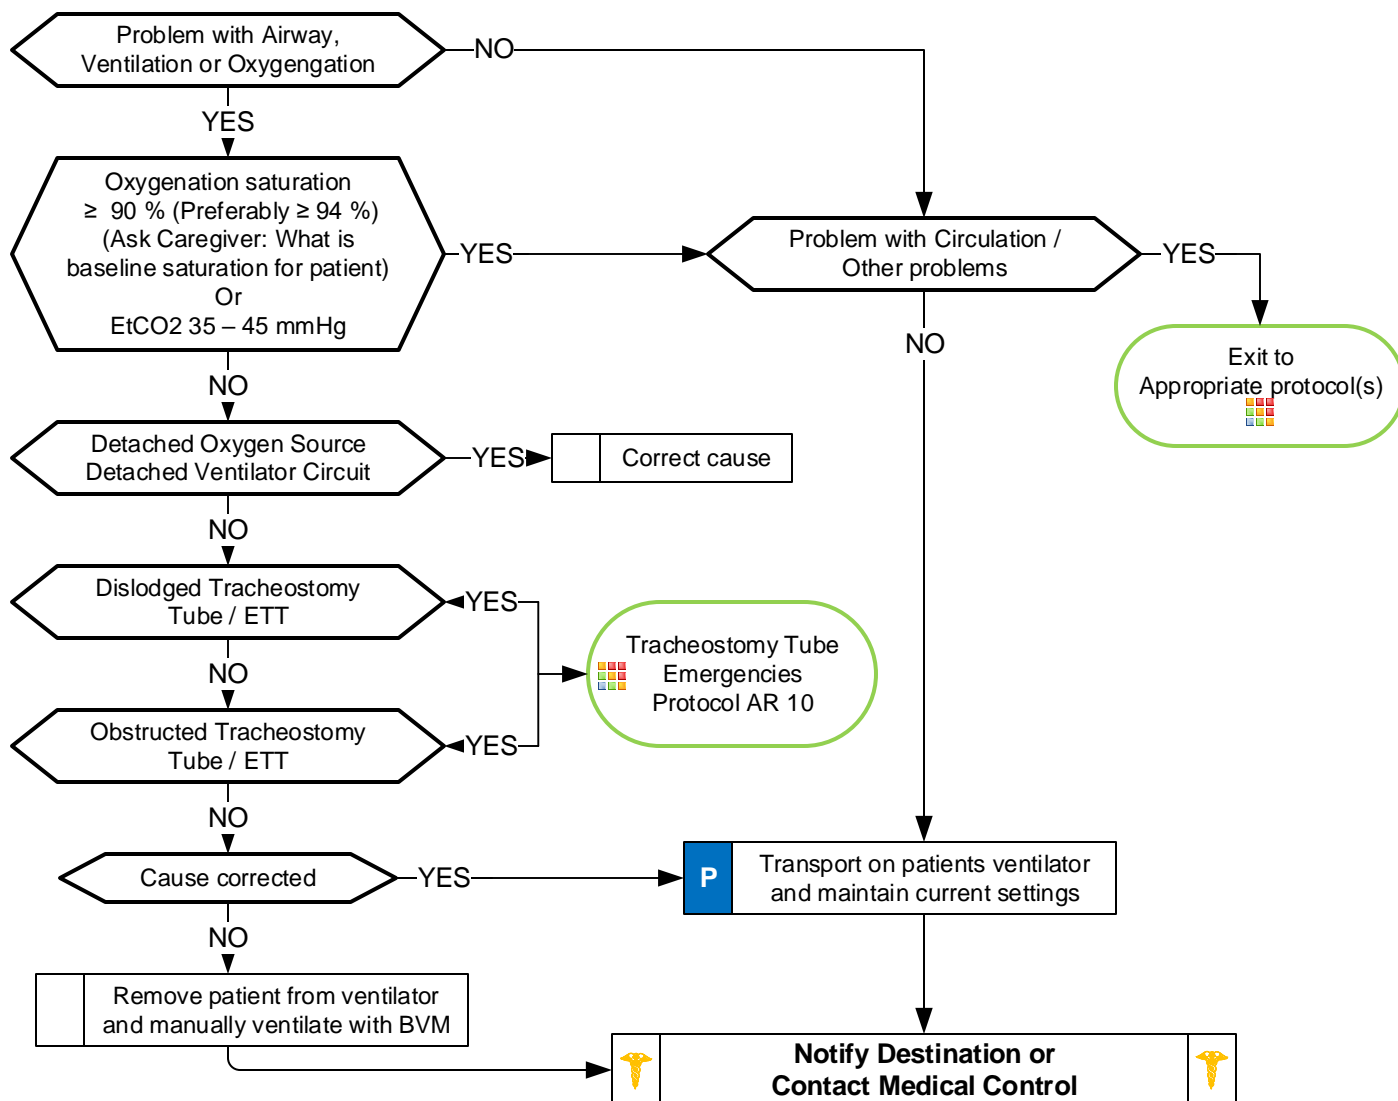 Problem with Airway,
Ventilation or Oxygengation
NO
YES
Oxygenation saturation
≥ 90 % (Preferably ≥ 94 %)
(Ask Caregiver: What is
baseline saturation for patient)
Or
EtCO2 35 – 45 mmHg
YES
Problem with Circulation /
Other problems
YES
NO
Exit to
Appropriate protocol(s)
NO
Detached Oxygen Source
Detached Ventilator Circuit
YES
Correct cause
NO
Dislodged Tracheostomy
Tube / ETT
YES
Tracheostomy Tube
Emergencies
Protocol AR 10
NO
Obstructed Tracheostomy
Tube / ETT
YES
NO
Cause corrected
YES
P
Transport on patients ventilator
and maintain current settings
NO
Remove patient from ventilator
and manually ventilate with BVM
Notify Destination or
Contact Medical Control